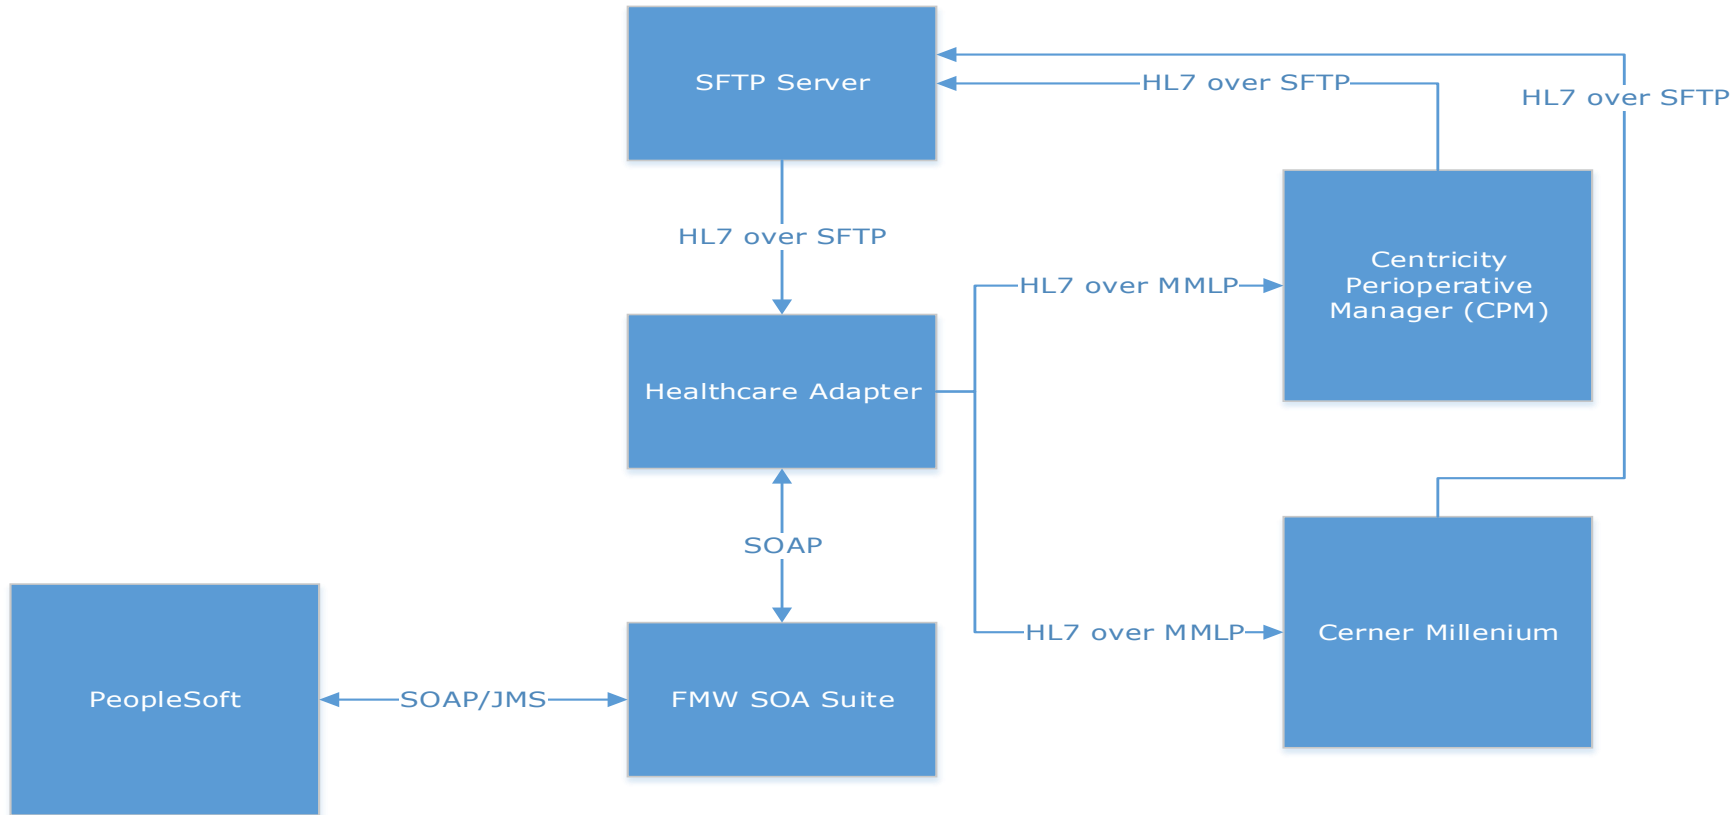 SFTP Server
HL7 over SFTP
HL7 over SFTP
HL7 over SFTP
Centricity
Perioperative
Manager (CPM)
HL7 over MMLP
Healthcare Adapter
SOAP
HL7 over MMLP
Cerner Millenium
PeopleSoft
SOAP/JMS
FMW SOA Suite